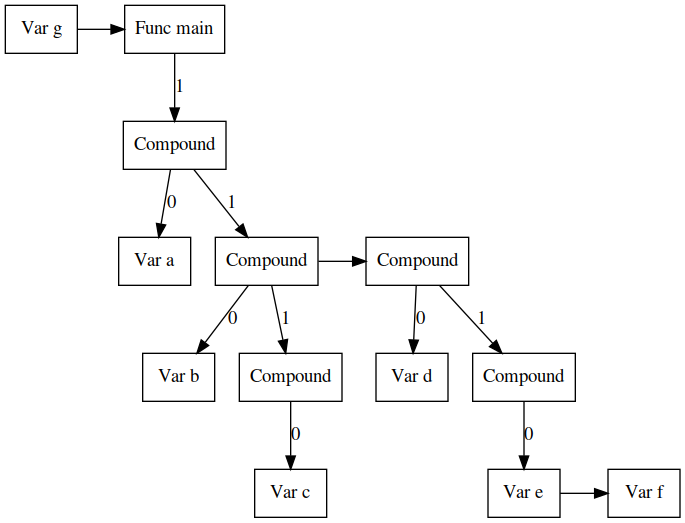 Var g
Func main
1
Compound
0
1
Var a
Compound
Compound
0
1
0
1
Var b
Compound
Var d
Compound
0
0
Var c
Var e
Var f